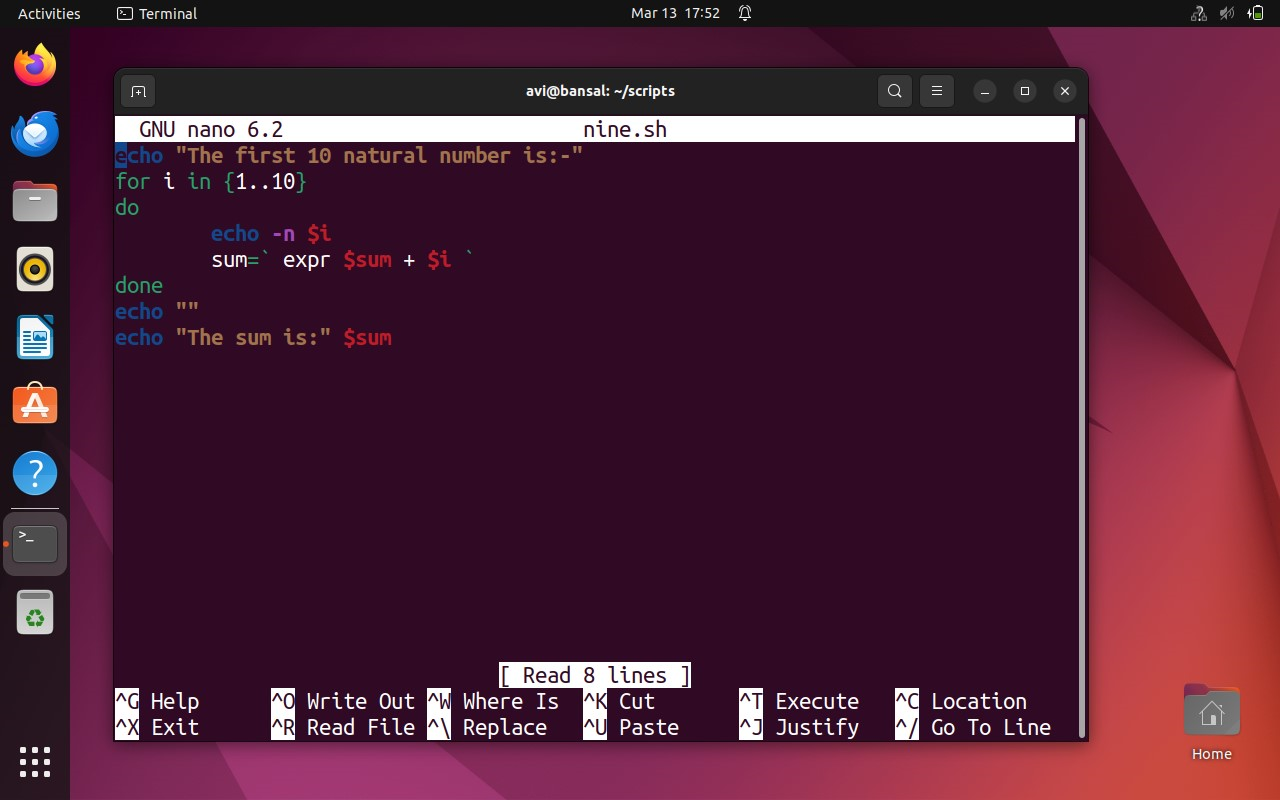 Activities Terminal Mar 13 17:52
avi@bansal: ~/scripts
GNU nano 6.2 nine.sh
echo "The first 10 natural number is:-"
for i in {1..10}
do
        echo -n $i
        sum=` expr $sum + $i `
done
echo ""
echo "The sum is:" $sum
[ Read 8 lines ]
^G Help ^O Write Out ^W Where Is ^K Cut ^T Execute ^C Location
^X Exit ^R Read File ^\ Replace ^U Paste ^J Justify ^/ Go To Line
Home